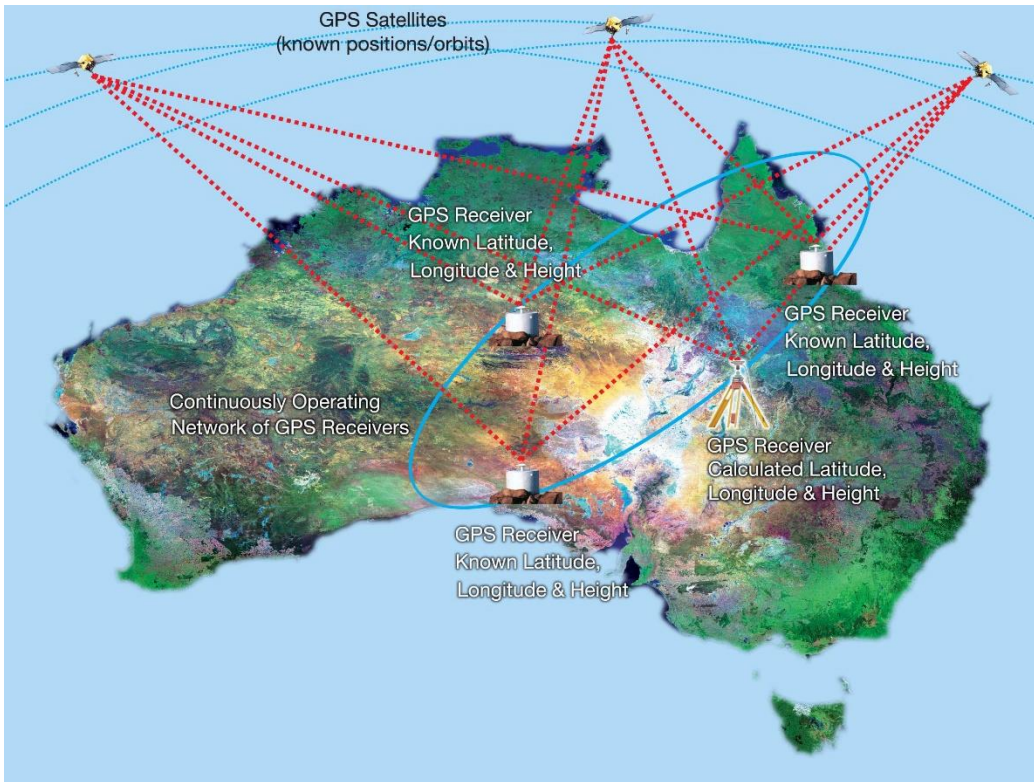 GPS Satellites
(known positions/orbits)
GPS Receiver
Known Latitude,
Longitude & Height
GPS Receiver
Known Latitude,
Longitude & Height
Continuously Operating
Network of GPS Receivers
GPS Receiver
Calculated Latitude,
Longitude & Height
GPS Receiver
Known Latitude,
Longitude & Height